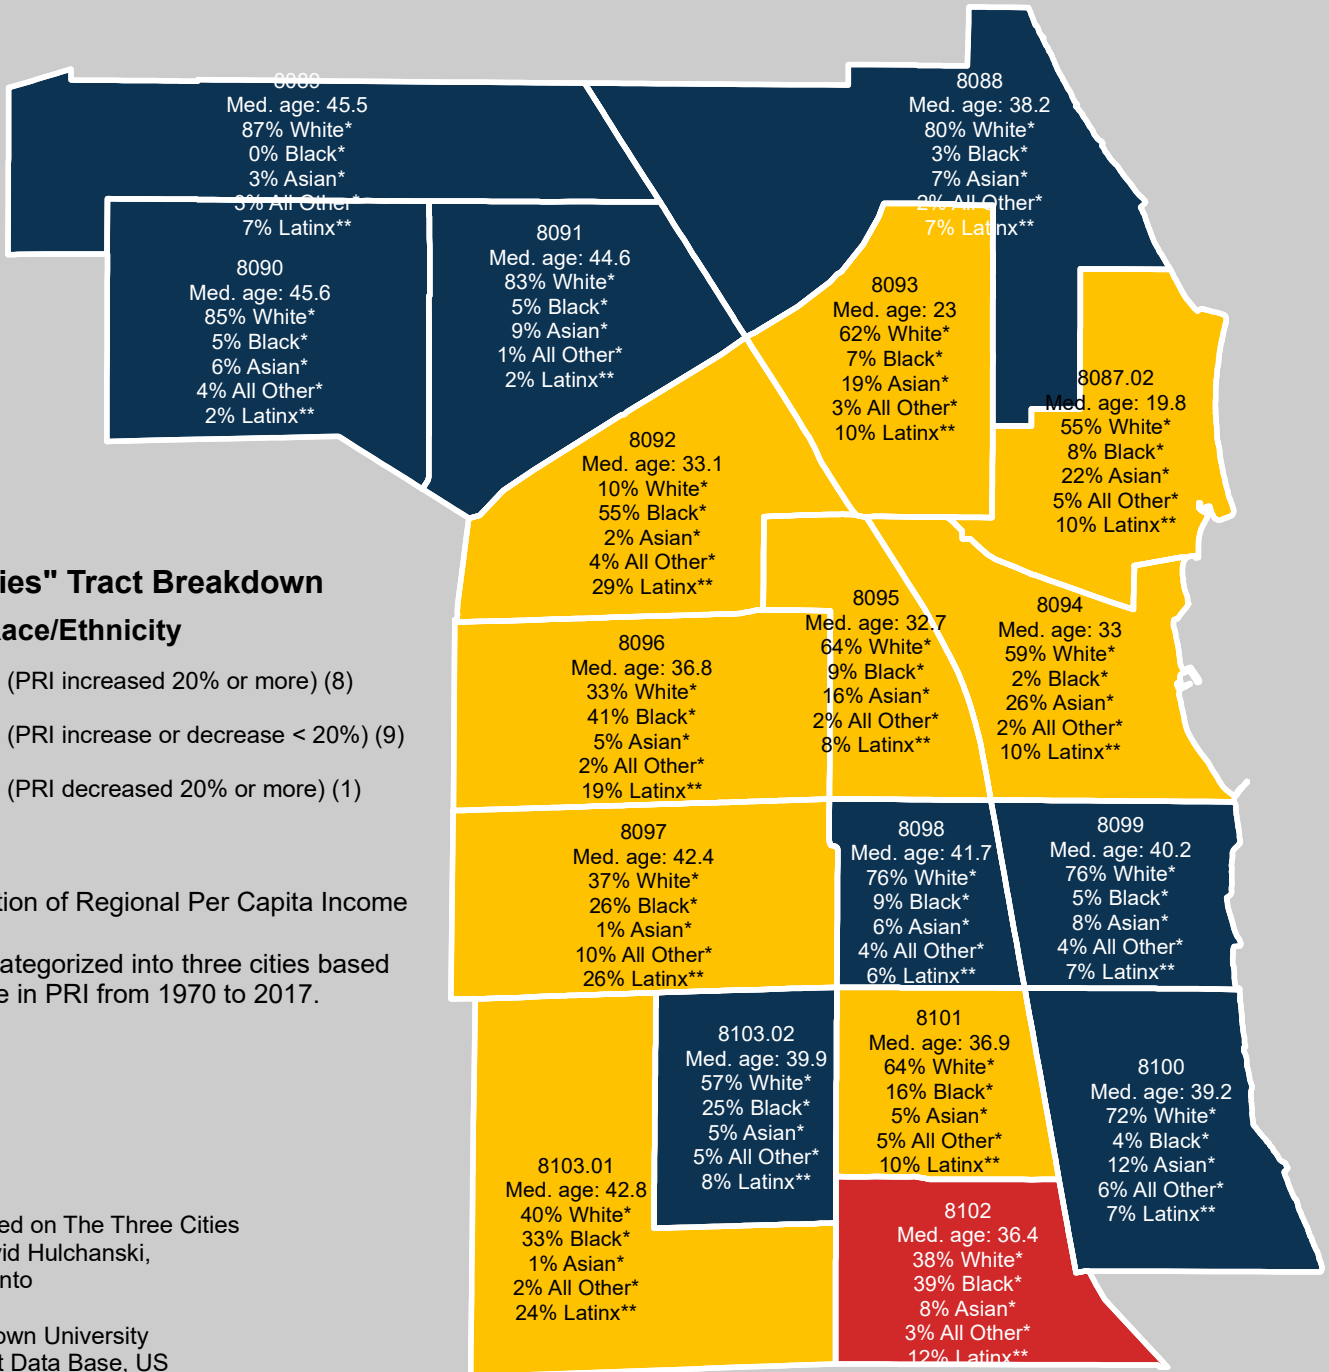 8089
Med. age: 45.5
87% White*
0% Black*
3% Asian*
3% All Other*
7% Latinx**
8088
Med. age: 38.2
80% White*
3% Black*
7% Asian*
2% All Other*
7% Latinx**
8090
Med. age: 45.6
85% White*
5% Black*
6% Asian*
4% All Other*
2% Latinx**
8091
Med. age: 44.6
83% White*
5% Black*
9% Asian*
1% All Other*
2% Latinx**
8093
Med. age: 23
62% White*
7% Black*
19% Asian*
3% All Other*
10% Latinx**
8087.02
Med. age: 19.8
55% White*
8% Black*
22% Asian*
5% All Other*
10% Latinx**
8092
Med. age: 33.1
10% White*
55% Black*
2% Asian*
4% All Other*
29% Latinx**
ies" Tract Breakdown
Race/Ethnicity
(PRI increased 20% or more) (8)
(PRI increase or decrease < 20%) (9)
(PRI decreased 20% or more) (1)
8095
Med. age: 32.7
64% White*
9% Black*
16% Asian*
2% All Other*
8% Latinx**
8094
Med. age: 33
59% White*
2% Black*
26% Asian*
2% All Other*
10% Latinx**
8096
Med. age: 36.8
33% White*
41% Black*
5% Asian*
2% All Other*
19% Latinx**
8097
Med. age: 42.4
37% White*
26% Black*
1% Asian*
10% All Other*
26% Latinx**
8098
Med. age: 41.7
76% White*
9% Black*
6% Asian*
4% All Other*
6% Latinx**
8099
Med. age: 40.2
76% White*
5% Black*
8% Asian*
4% All Other*
7% Latinx**
tion of Regional Per Capita Income
ategorized into three cities based
e in PRI from 1970 to 2017.
8103.02
Med. age: 39.9
57% White*
25% Black*
5% Asian*
5% All Other*
8% Latinx**
8101
Med. age: 36.9
64% White*
16% Black*
5% Asian*
5% All Other*
10% Latinx**
8100
Med. age: 39.2
72% White*
4% Black*
12% Asian*
6% All Other*
7% Latinx**
8103.01
Med. age: 42.8
40% White*
33% Black*
1% Asian*
2% All Other*
24% Latinx**
8102
Med. age: 36.4
38% White*
39% Black*
8% Asian*
3% All Other*
12% Latinx**
ed on The Three Cities
vid Hulchanski,
nto
own University
t Data Base, US